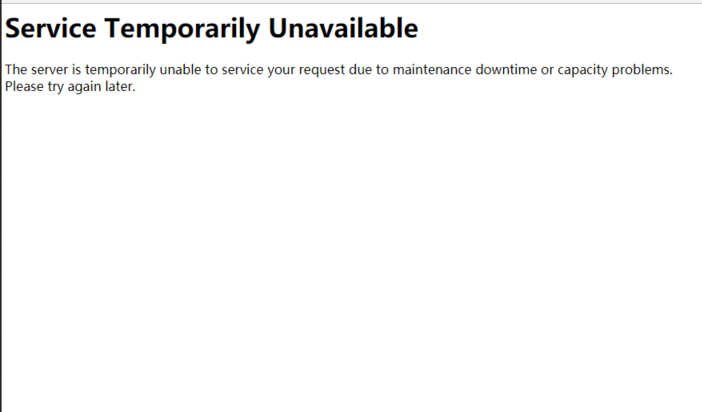 Service Temporarily Unavailable
The server is temporarily unable to service your request due to maintenance downtime or capacity problems.
Please try again later.